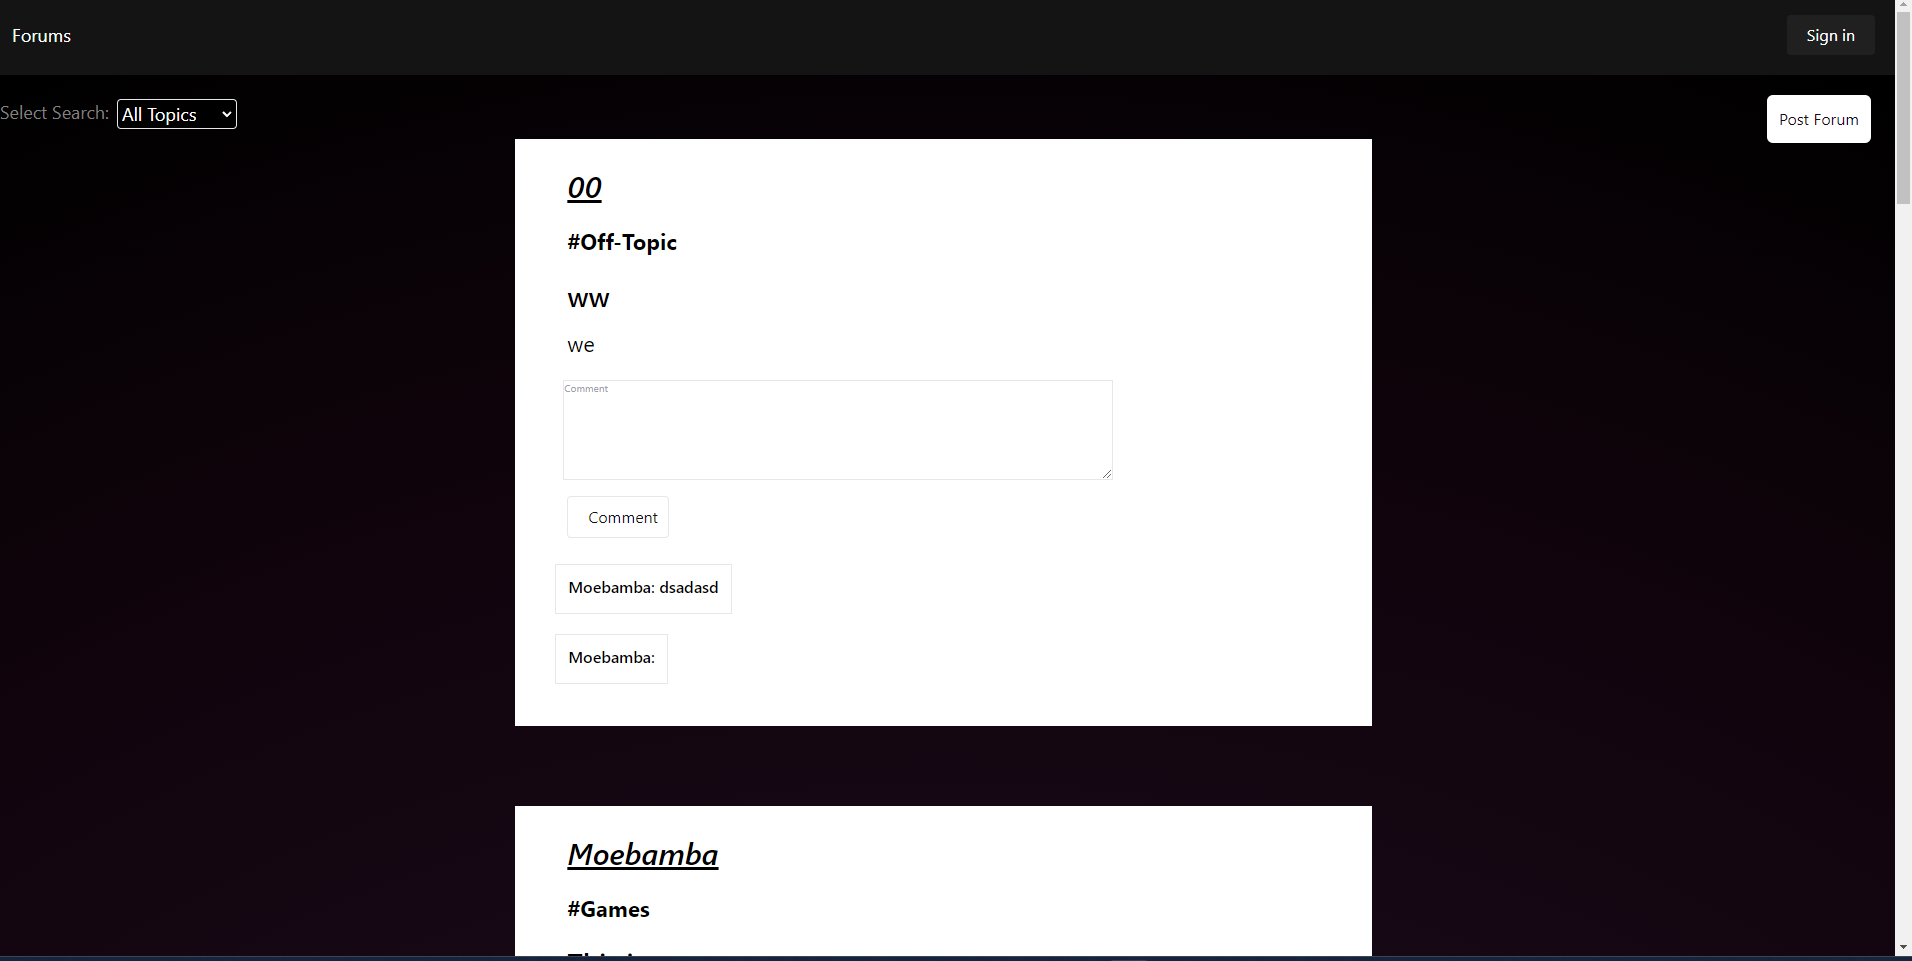 Forums
Sign in
Select Search: All Topics
Post Forum
00
#Off-Topic
ww
we
Comment
Comment
Moebamba: dsadasd
Moebamba:
Moebamba
#Games